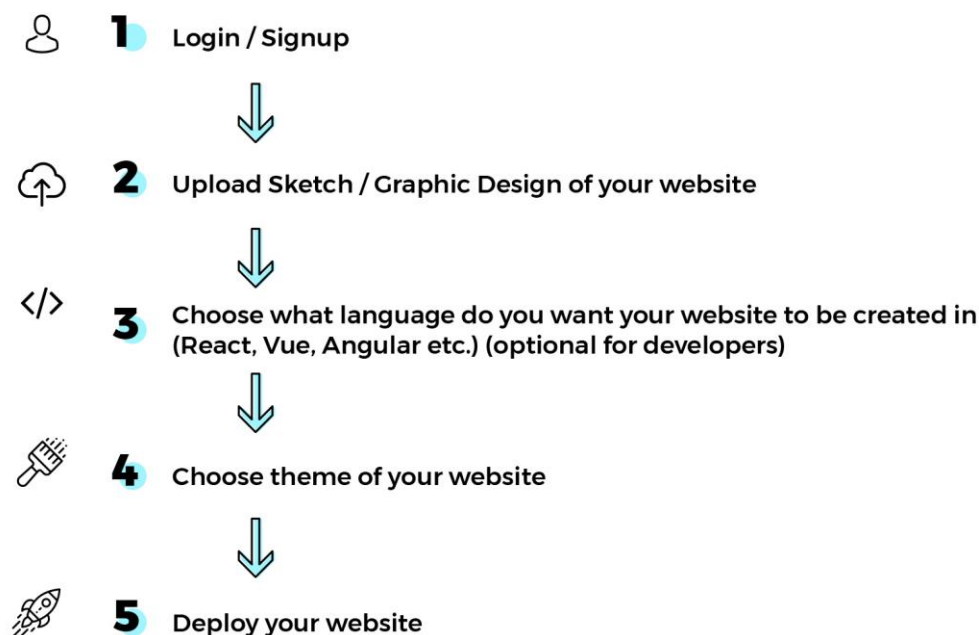 1 Login / Signup
2 Upload Sketch / Graphic Design of your website
3 Choose what language do you want your website to be created in
(React, Vue, Angular etc.) (optional for developers)
4 Choose theme of your website
5 Deploy your website